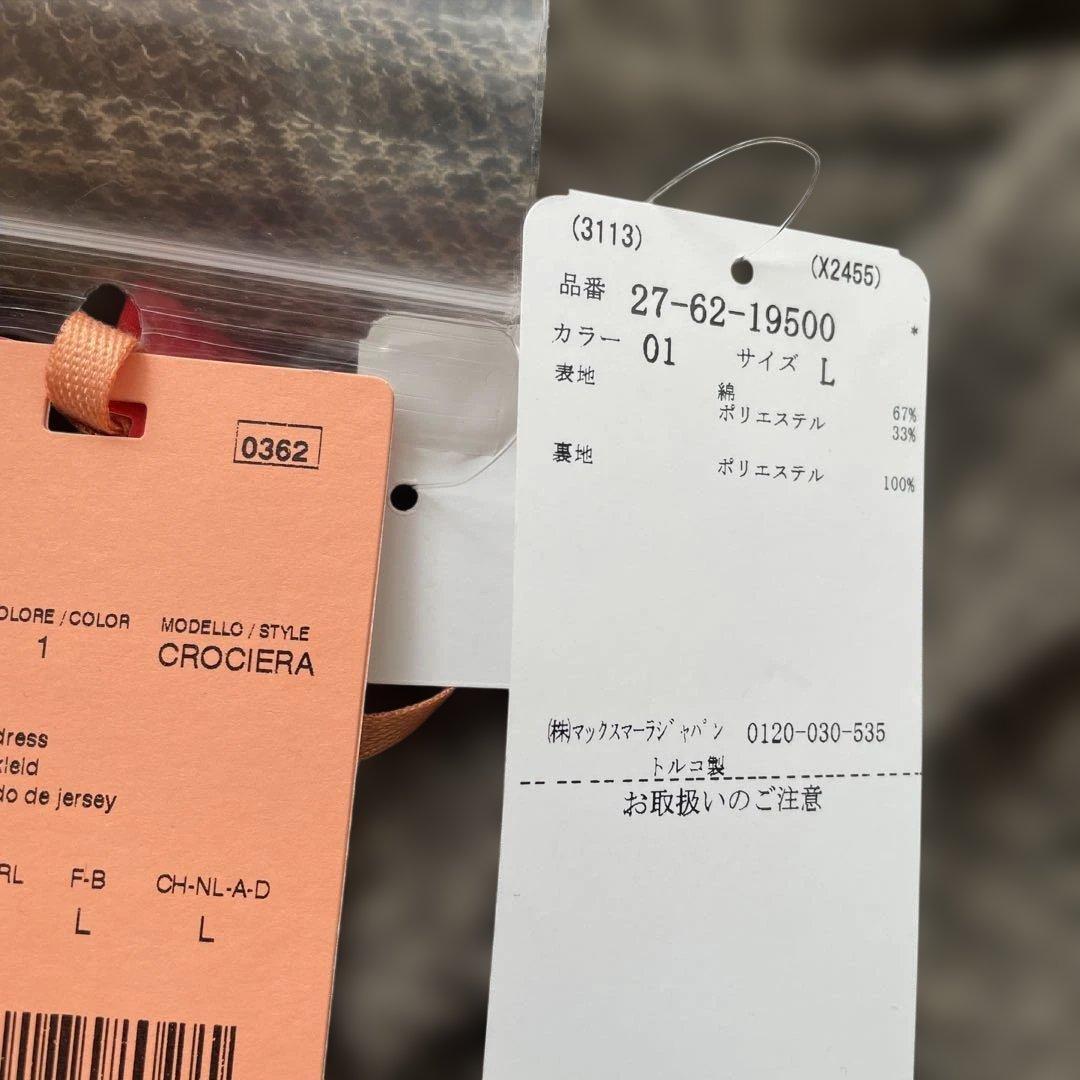 0362
OLORE / COLOR
1
MODELLO / STYLE
CROCIERA
dress
kleid
do de jersey
RL F-B CH-NL-A-D
L L
(3113)
(X2455)
品番 27-62-19500 *
カラー 01 サイズ L
表地 綿 67%
ポリエステル 33%
裏地 ポリエステル 100%
㈱マックスマーラジャパン 0120-030-535
トルコ製
お取扱いのご注意